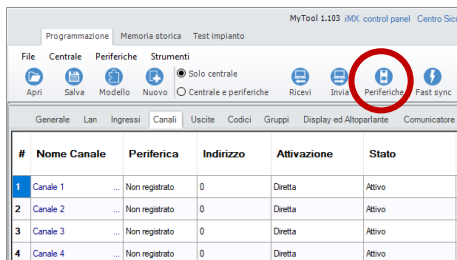 MyTool 1.103 iMX control panel Centro Sicu
Programmazione Memoria storica Test impianto
File Centrale Periferiche Strumenti
Solo centrale
Centrale e periferiche
Apri Salva Modello Nuovo Ricevi Invia Periferiche Fast sync
Generale Lan Ingressi Canali Uscite Codici Gruppi Display ed Altoparlante Comunicatore
# Nome Canale Periferica Indirizzo Attivazione Stato
1 Canale 1 ... Non registrato 0 Diretta Attivo
2 Canale 2 ... Non registrato 0 Diretta Attivo
3 Canale 3 ... Non registrato 0 Diretta Attivo
4 Canale 4 ... Non registrato 0 Diretta Attivo